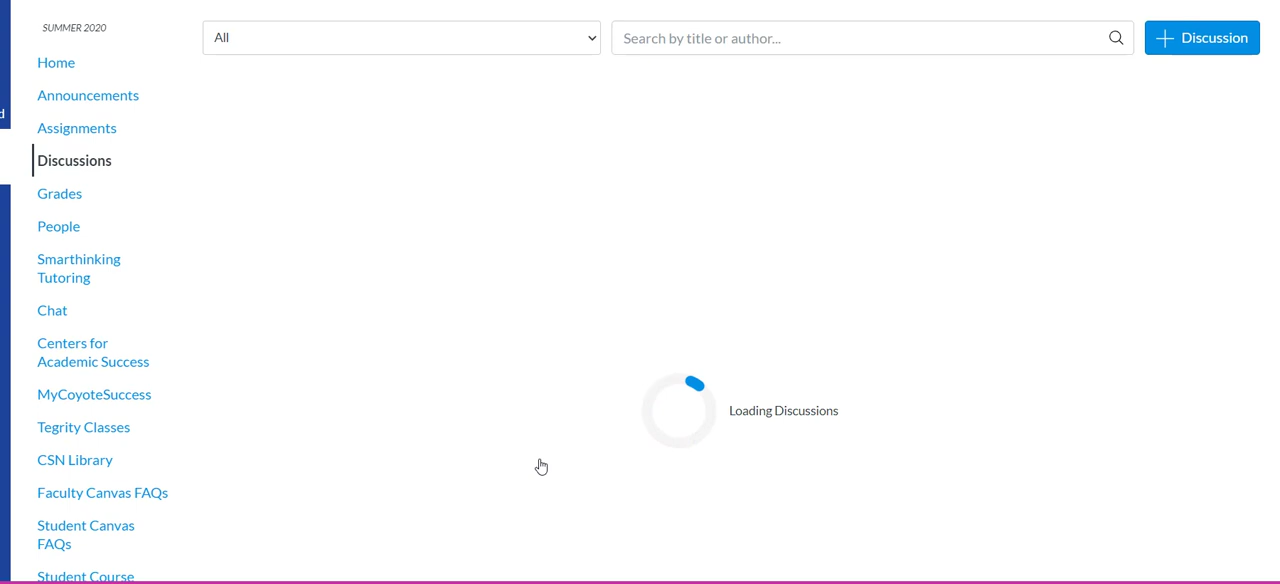 SUMMER 2020
Home
Announcements
Assignments
Discussions
Grades
People
Smarthinking
Tutoring
Chat
Centers for
Academic Success
MyCoyoteSuccess
Tegrity Classes
CSN Library
Faculty Canvas FAQs
Student Canvas
FAQs
Student Course
All
Search by title or author...
Discussion
Loading Discussions
d